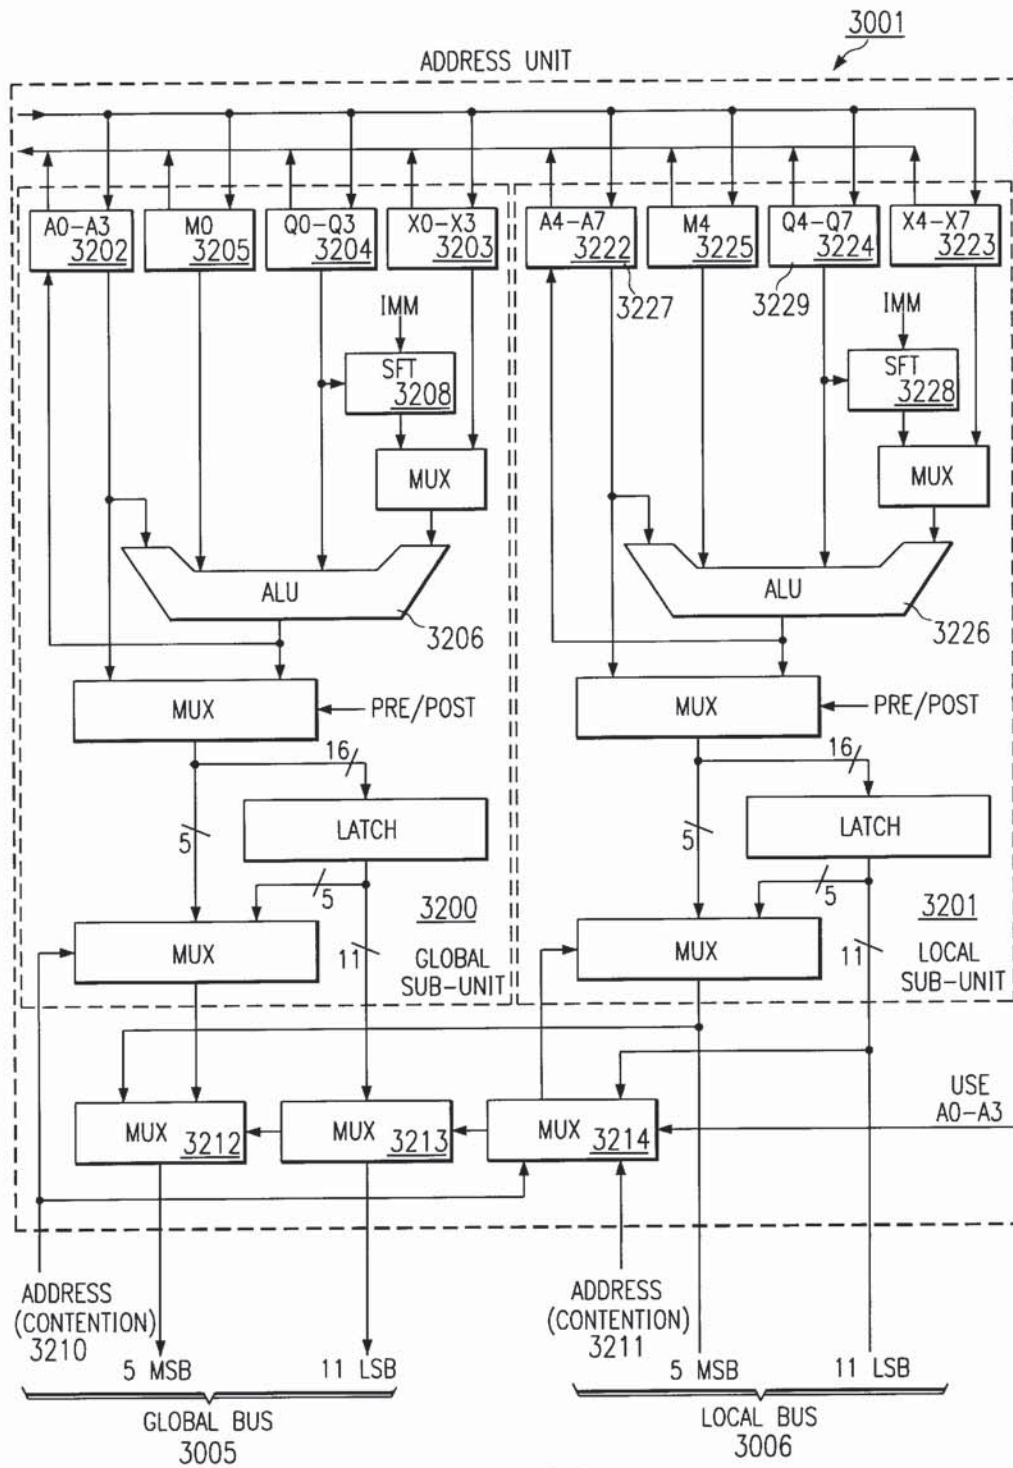 3001
ADDRESS UNIT
A0-A3
3202
M0
3205
Q0-Q3
3204
X0-X3
3203
A4-A7
3222
M4
3225
Q4-Q7
3224
X4-X7
3223
3227
3229
IMM
IMM
SFT
3208
SFT
3228
MUX
MUX
ALU
ALU
3206
3226
MUX
PRE/POST
MUX
PRE/POST
16
16
5
LATCH
5
LATCH
5
5
3200
3201
MUX
11
GLOBAL
SUB-UNIT
MUX
11
LOCAL
SUB-UNIT
USE
A0-A3
MUX
3212
MUX
3213
MUX
3214
ADDRESS
(CONTENTION)
3210
ADDRESS
(CONTENTION)
3211
5 MSB
11 LSB
5 MSB
11 LSB
GLOBAL BUS
3005
LOCAL BUS
3006